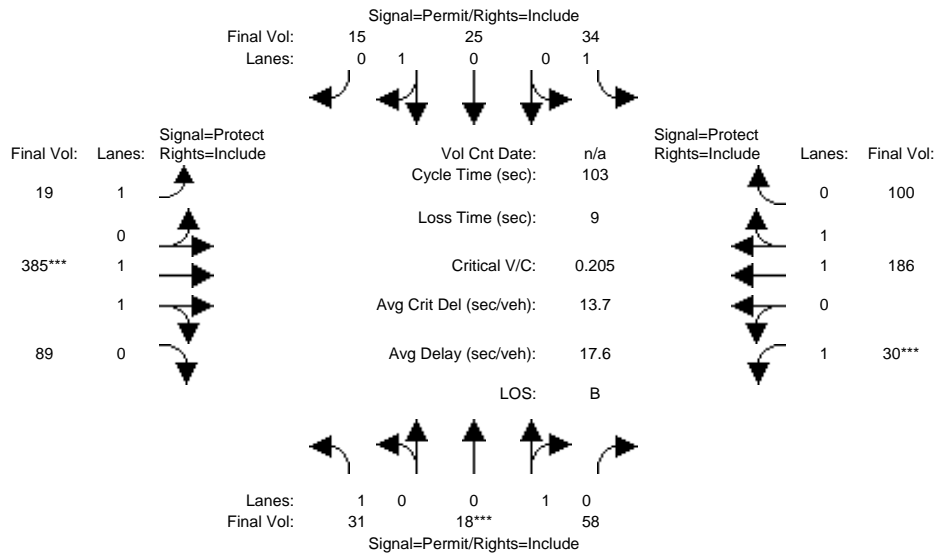 Signal=Permit/Rights=Include
Final Vol: 15 25 34
Lanes: 0 1 0 0 1
Signal=Protect Signal=Protect
Final Vol: Lanes: Rights=Include Vol Cnt Date: n/a Rights=Include Lanes: Final Vol:
Cycle Time (sec): 103
19 1 0 100
Loss Time (sec): 9
0 1
385*** 1 Critical V/C: 0.205 1 186
1 Avg Crit Del (sec/veh): 13.7 0
89 0 Avg Delay (sec/veh): 17.6 1 30***
LOS: B
Lanes: 1 0 0 1 0
Final Vol: 31 18*** 58
Signal=Permit/Rights=Include